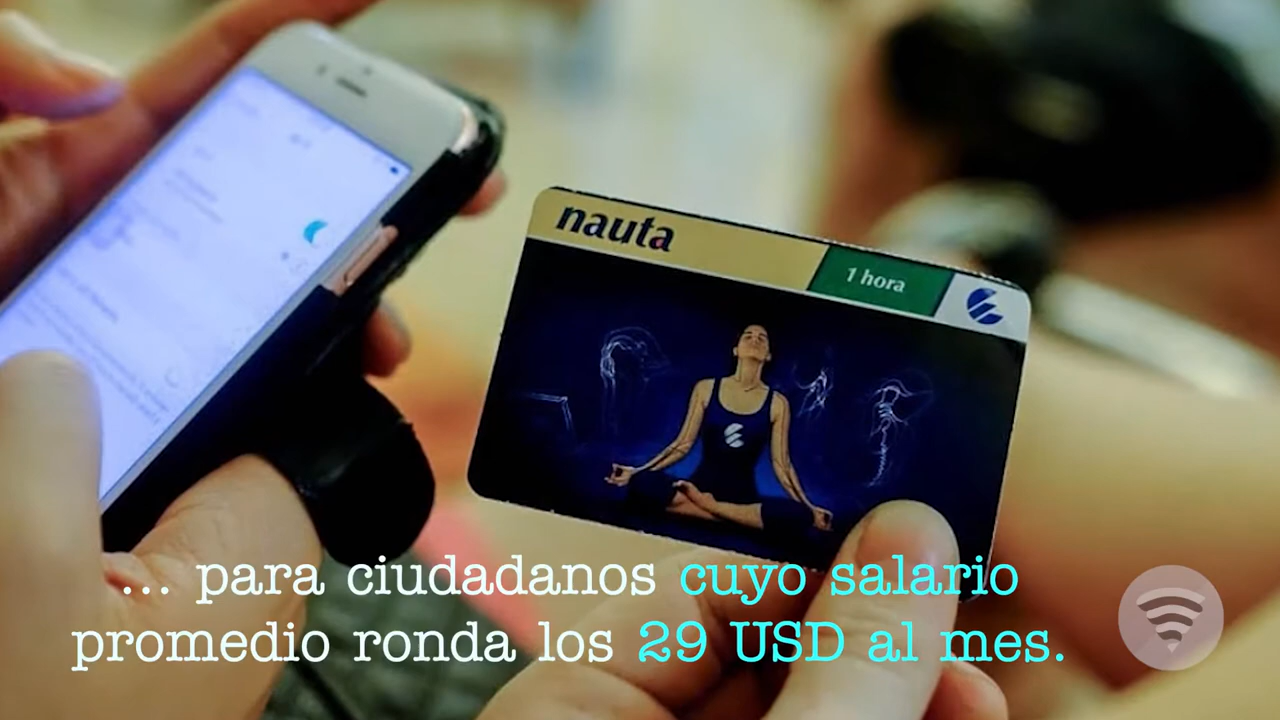 nauta
1 hora
... para ciudadanos cuyo salario
promedio ronda los 29 USD al mes.